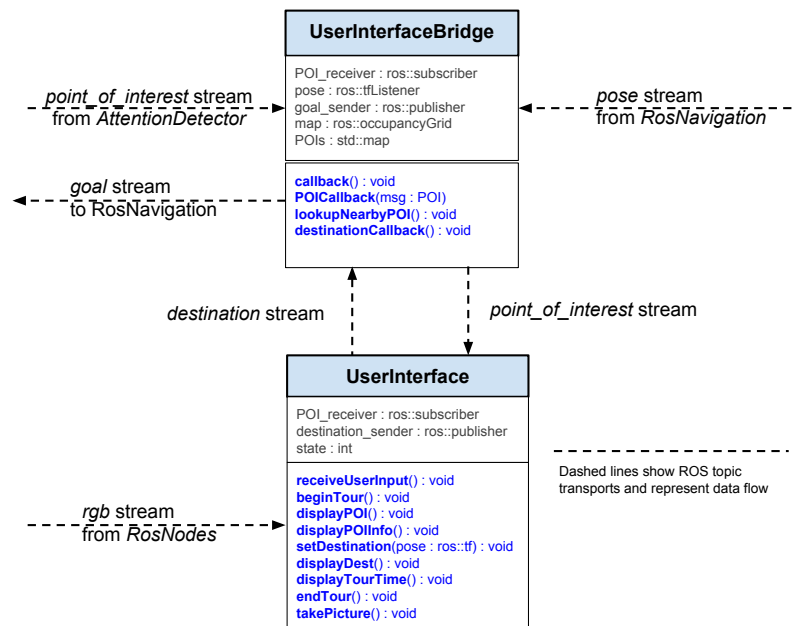 UserInterfaceBridge
POI_receiver : ros::subscriber
pose : ros::tfListener
goal_sender : ros::publisher
map : ros::occupancyGrid
POIs : std::map
callback() : void
POICallback(msg : POI)
lookupNearbyPOI() : void
destinationCallback() : void
point_of_interest stream
from AttentionDetector
pose stream
from RosNavigation
goal stream
to RosNavigation
destination stream
point_of_interest stream
UserInterface
POI_receiver : ros::subscriber
destination_sender : ros::publisher
state : int
receiveUserInput() : void
beginTour() : void
displayPOI() : void
displayPOIInfo() : void
setDestination(pose : ros::tf) : void
displayDest() : void
displayTourTime() : void
endTour() : void
takePicture() : void
rgb stream
from RosNodes
Dashed lines show ROS topic
transports and represent data flow